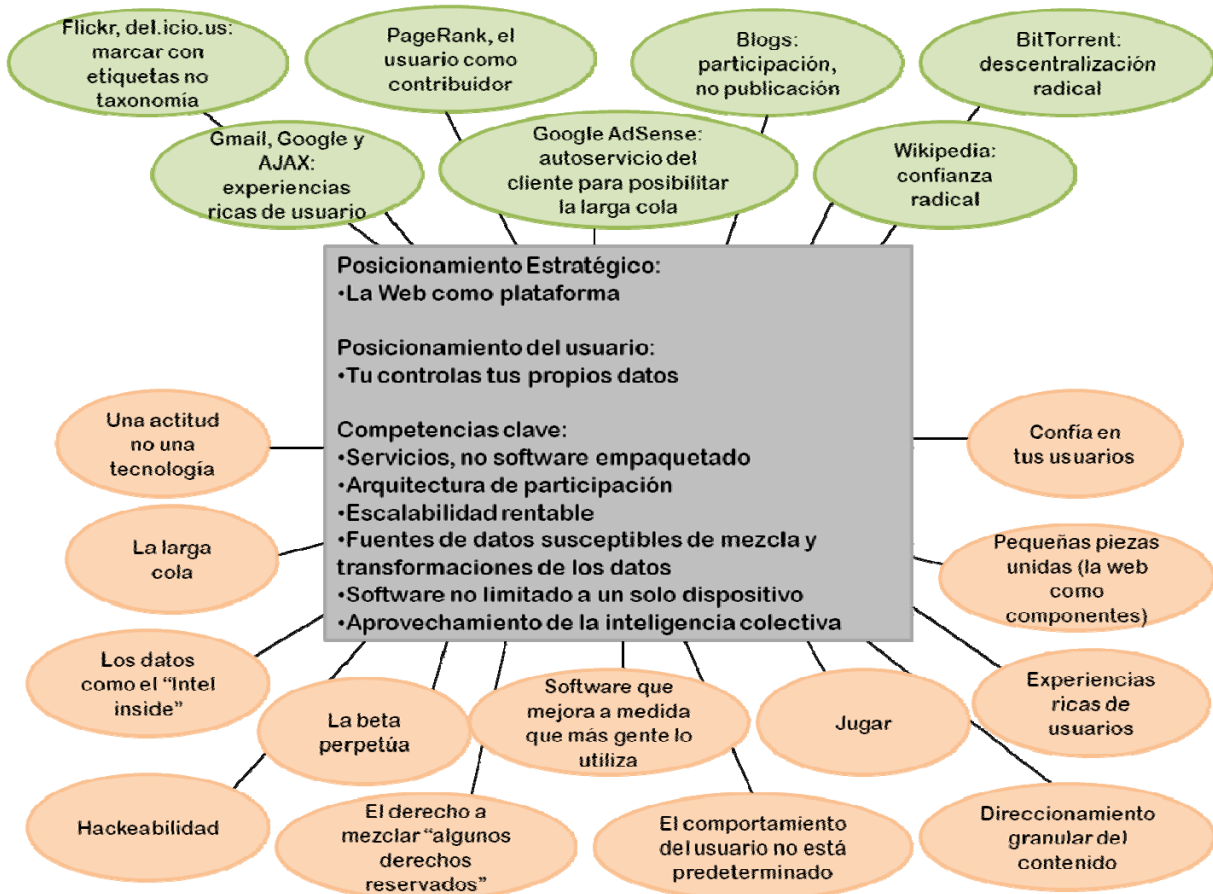 Flickr, del.icio.us:
marcar con
etiquetas no
taxonomía
PageRank, el
usuario como
contribuidor
Blogs:
participación,
no publicación
BitTorrent:
descentralización
radical
Gmail, Google y
AJAX:
experiencias
ricas de usuario
Google AdSense:
autoservicio del
cliente para posibilitar
la larga cola
Wikipedia:
confianza
radical
Posicionamiento Estratégico:
•La Web como plataforma
Posicionamiento del usuario:
•Tu controlas tus propios datos
Competencias clave:
•Servicios, no software empaquetado
•Arquitectura de participación
•Escalabilidad rentable
•Fuentes de datos susceptibles de mezcla y
transformaciones de los datos
•Software no limitado a un solo dispositivo
•Aprovechamiento de la inteligencia colectiva
Una actitud
no una
tecnología
Confía en
tus usuarios
La larga
cola
Pequeñas piezas
unidas (la web
como
componentes)
Los datos
como el “Intel
inside”
La beta
perpetúa
Software que
mejora a medida
que más gente lo
utiliza
Jugar
Experiencias
ricas de
usuarios
Hackeabilidad
El derecho a
mezclar “algunos
derechos
reservados”
El comportamiento
del usuario no está
predeterminado
Direccionamiento
granular del
contenido